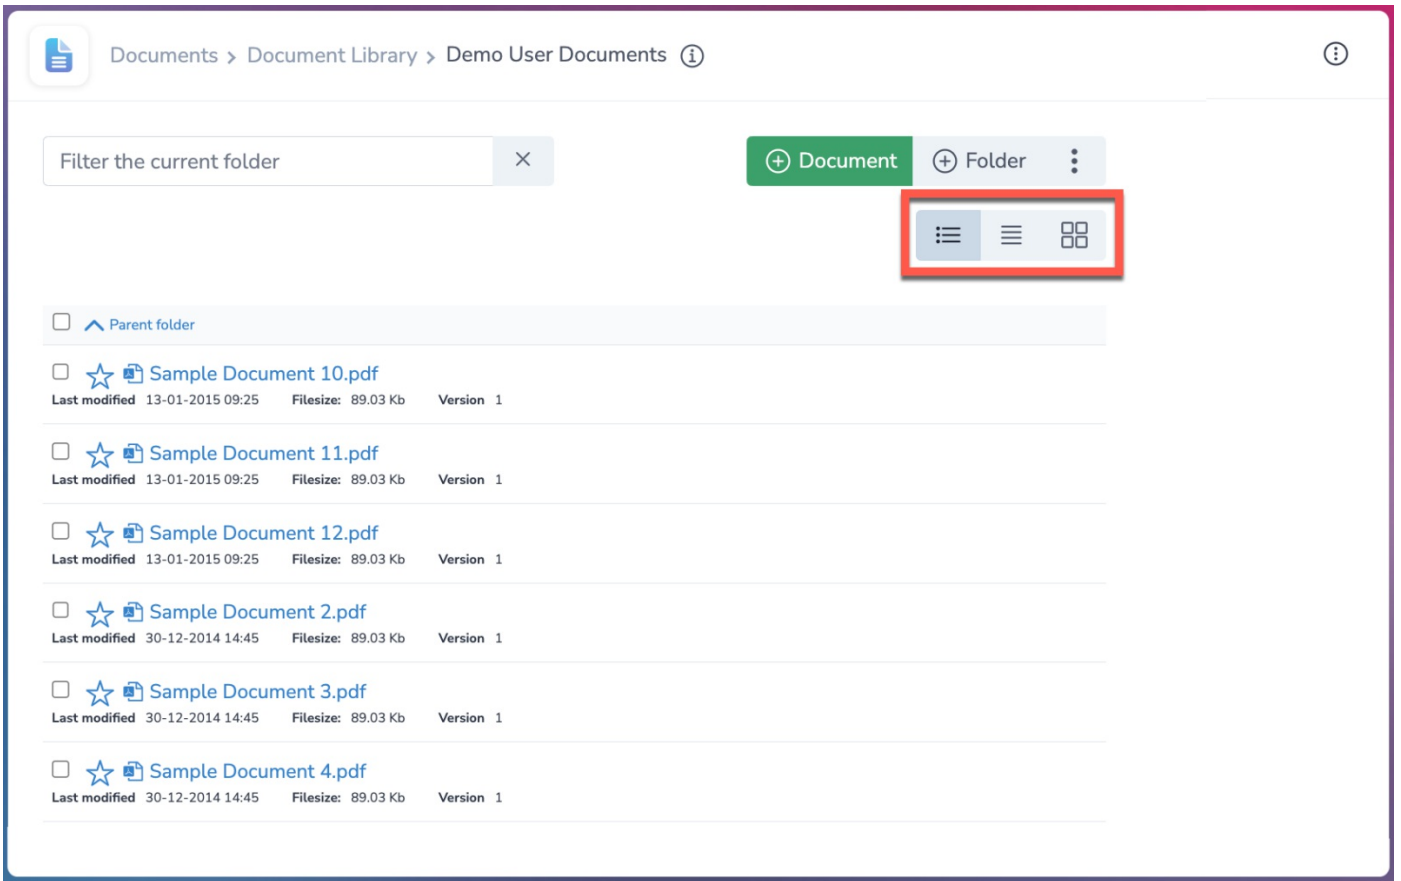 Documents > Document Library > Demo User Documents
Filter the current folder
Document
Folder
Parent folder
Sample Document 10.pdf
Last modified 13-01-2015 09:25 Filesize: 89.03 Kb Version 1
Sample Document 11.pdf
Last modified 13-01-2015 09:25 Filesize: 89.03 Kb Version 1
Sample Document 12.pdf
Last modified 13-01-2015 09:25 Filesize: 89.03 Kb Version 1
Sample Document 2.pdf
Last modified 30-12-2014 14:45 Filesize: 89.03 Kb Version 1
Sample Document 3.pdf
Last modified 30-12-2014 14:45 Filesize: 89.03 Kb Version 1
Sample Document 4.pdf
Last modified 30-12-2014 14:45 Filesize: 89.03 Kb Version 1